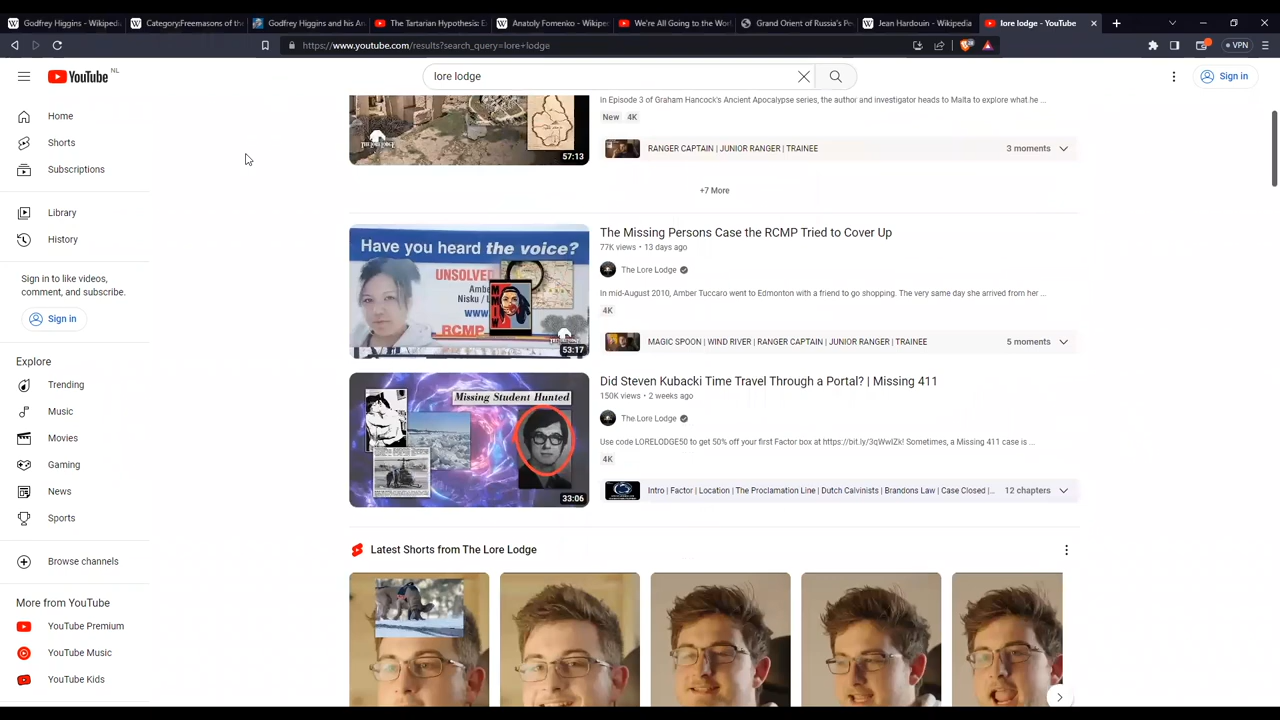 Godfrey Higgins - Wikipedi
Category:Freemasons of the
Godfrey Higgins and his An
The Tartarian Hypothesis: E
Anatoly Fomenko - Wikipe
We're All Going to the Wor
Grand Orient of Russia's Pe
Jean Hardouin - Wikipedia
lore lodge - YouTube
https://www.youtube.com/results?search_query=lore+lodge
VPN
YouTube NL
lore lodge
Sign in
Home
Shorts
Subscriptions
Library
History
Sign in to like videos,
comment, and subscribe.
Sign in
Explore
Trending
Music
Movies
Gaming
News
Sports
Browse channels
More from YouTube
YouTube Premium
YouTube Music
YouTube Kids
THE LORE LODGE
57:13
In Episode 3 of Graham Hancock's Ancient Apocalypse series, the author and investigator heads to Malta to explore what he ...
New 4K
RANGER CAPTAIN | JUNIOR RANGER | TRAINEE
3 moments
+7 More
Have you heard the voice?
UNSOLVED
Ambe
Nisku / L
www.
RCMP
53:17
The Missing Persons Case the RCMP Tried to Cover Up
77K views • 13 days ago
The Lore Lodge
In mid-August 2010, Amber Tuccaro went to Edmonton with a friend to go shopping. The very same day she arrived from her ...
4K
MAGIC SPOON | WIND RIVER | RANGER CAPTAIN | JUNIOR RANGER | TRAINEE
5 moments
Missing Student Hunted
33:06
Did Steven Kubacki Time Travel Through a Portal? | Missing 411
150K views • 2 weeks ago
The Lore Lodge
Use code LORELODGE50 to get 50% off your first Factor box at https://bit.ly/3qWwIZk! Sometimes, a Missing 411 case is ...
4K
Intro | Factor | Location | The Proclamation Line | Dutch Calvinists | Brandons Law | Case Closed |...
12 chapters
Latest Shorts from The Lore Lodge